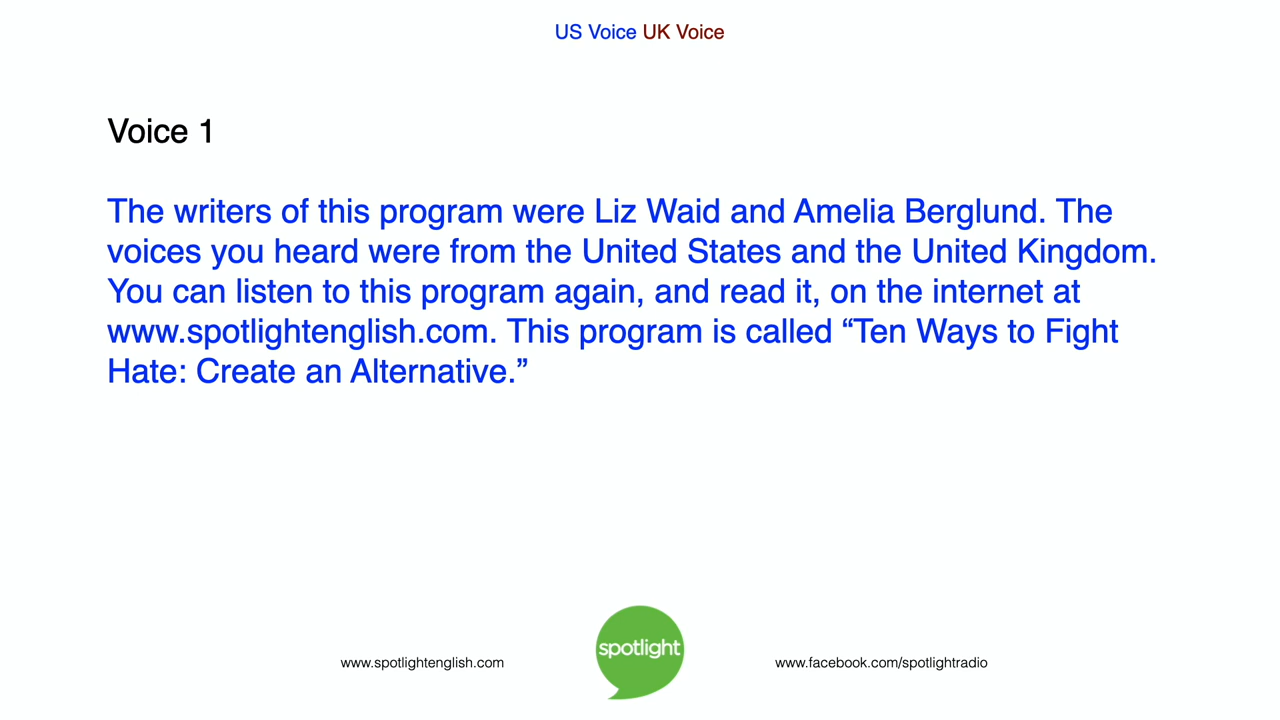 US Voice UK Voice
Voice 1
The writers of this program were Liz Waid and Amelia Berglund. The
voices you heard were from the United States and the United Kingdom.
You can listen to this program again, and read it, on the internet at
www.spotlightenglish.com. This program is called “Ten Ways to Fight
Hate: Create an Alternative.”
www.spotlightenglish.com
spotlight
www.facebook.com/spotlightradio